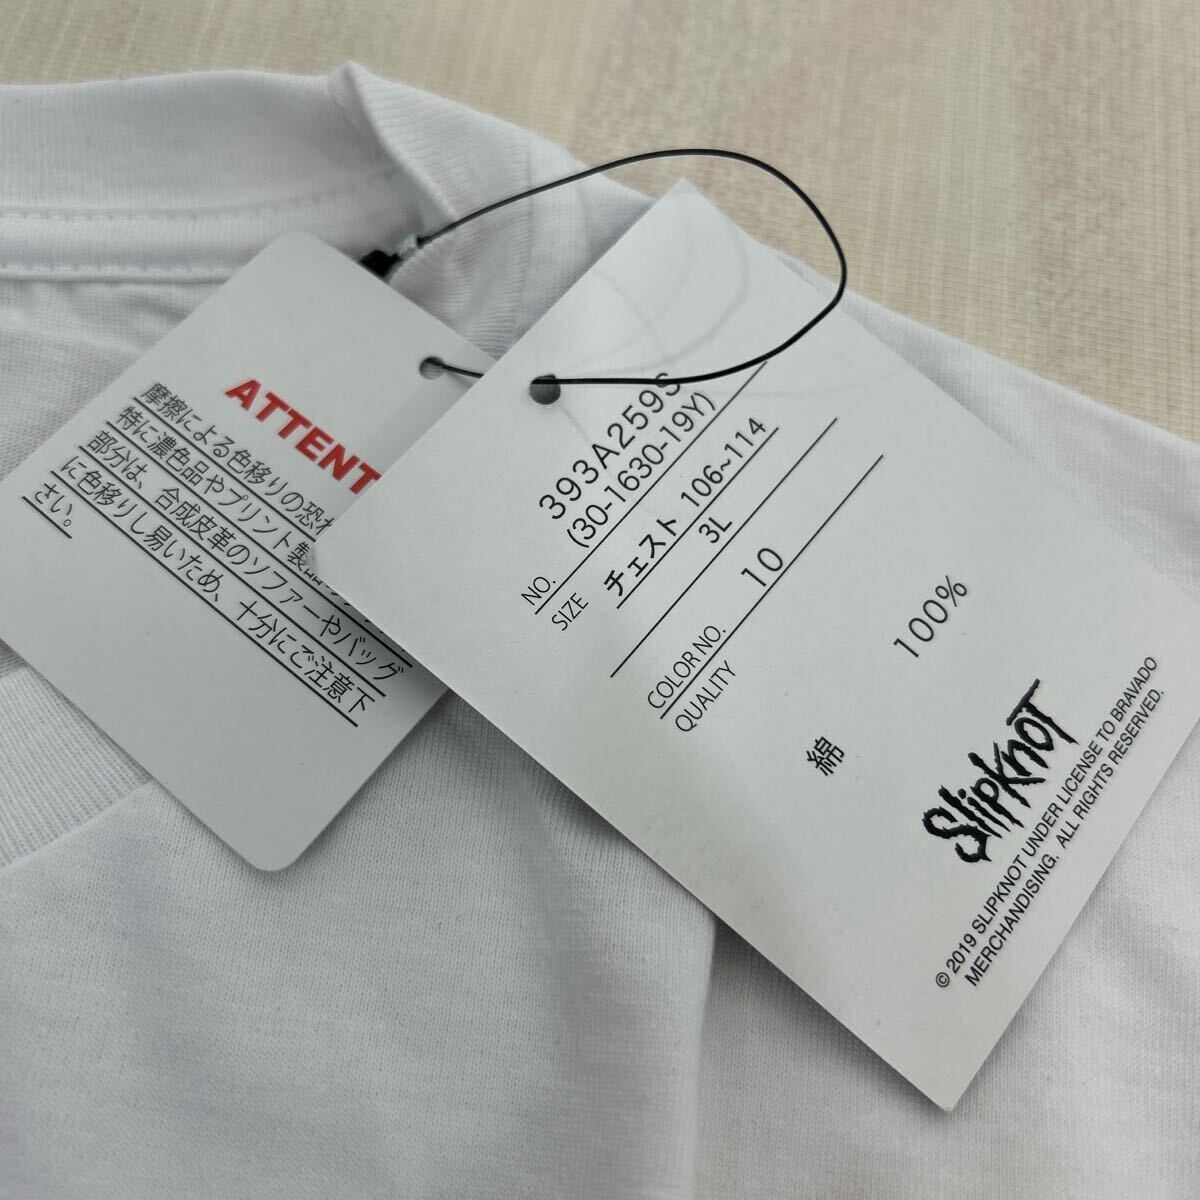 ATTENT
摩擦による色移りの恐れ
特に濃色品やプリント製品
部分は、合成皮革のソファーやバッグ
に色移りし易いため、十分にご注意下
さい。
NO. 393A259S
(30-1630-19Y)
SIZE チェスト 106~114
3L
COLOR NO. 10
QUALITY
綿 100%
Slipknot
© 2019 SLIPKNOT UNDER LICENSE TO BRAVADO
MERCHANDISING. ALL RIGHTS RESERVED.